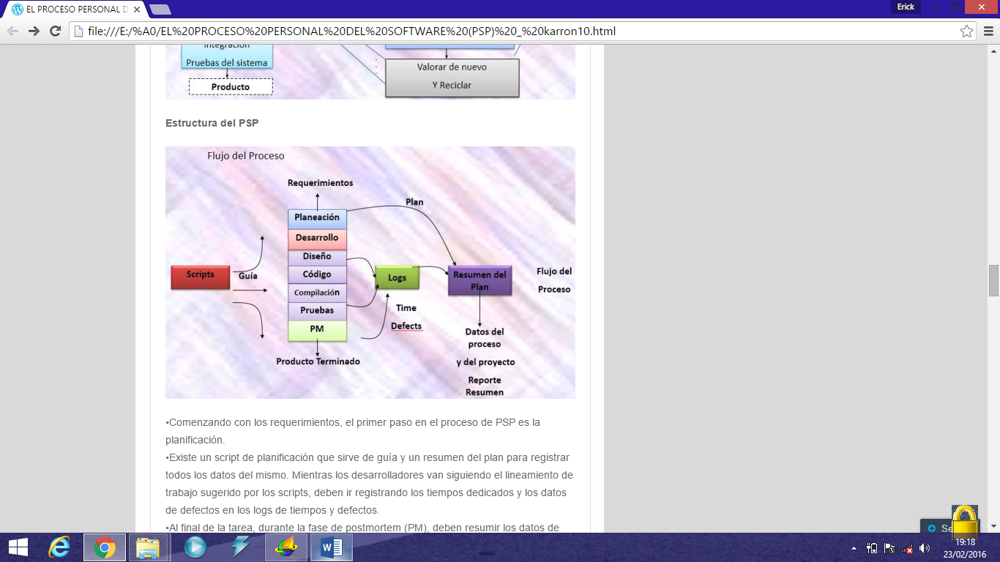 EL PROCESO PERSONAL D
Erick
file:///E:/%A0/EL%20PROCESO%20PERSONAL%20DEL%20SOFTWARE%20(PSP)%20_%20karron10.html
Integración
Pruebas del sistema
Producto
Valorar de nuevo
Y Reciclar
Estructura del PSP
Flujo del Proceso
Requerimientos
Plan
Planeación
Desarrollo
Diseño
Código
Compilación
Pruebas
PM
Scripts
Guía
Logs
Time
Defects
Resumen del
Plan
Flujo del
Proceso
Datos del
proceso
y del proyecto
Reporte
Resumen
Producto Terminado
•Comenzando con los requerimientos, el primer paso en el proceso de PSP es la
planificación.
•Existe un script de planificación que sirve de guía y un resumen del plan para registrar
todos los datos del mismo. Mientras los desarrolladores van siguiendo el lineamiento de
trabajo sugerido por los scripts, deben ir registrando los tiempos dedicados y los datos
de defectos en los logs de tiempos y defectos.
•Al final de la tarea, durante la fase de postmortem (PM), deben resumir los datos de
19:18
23/02/2016